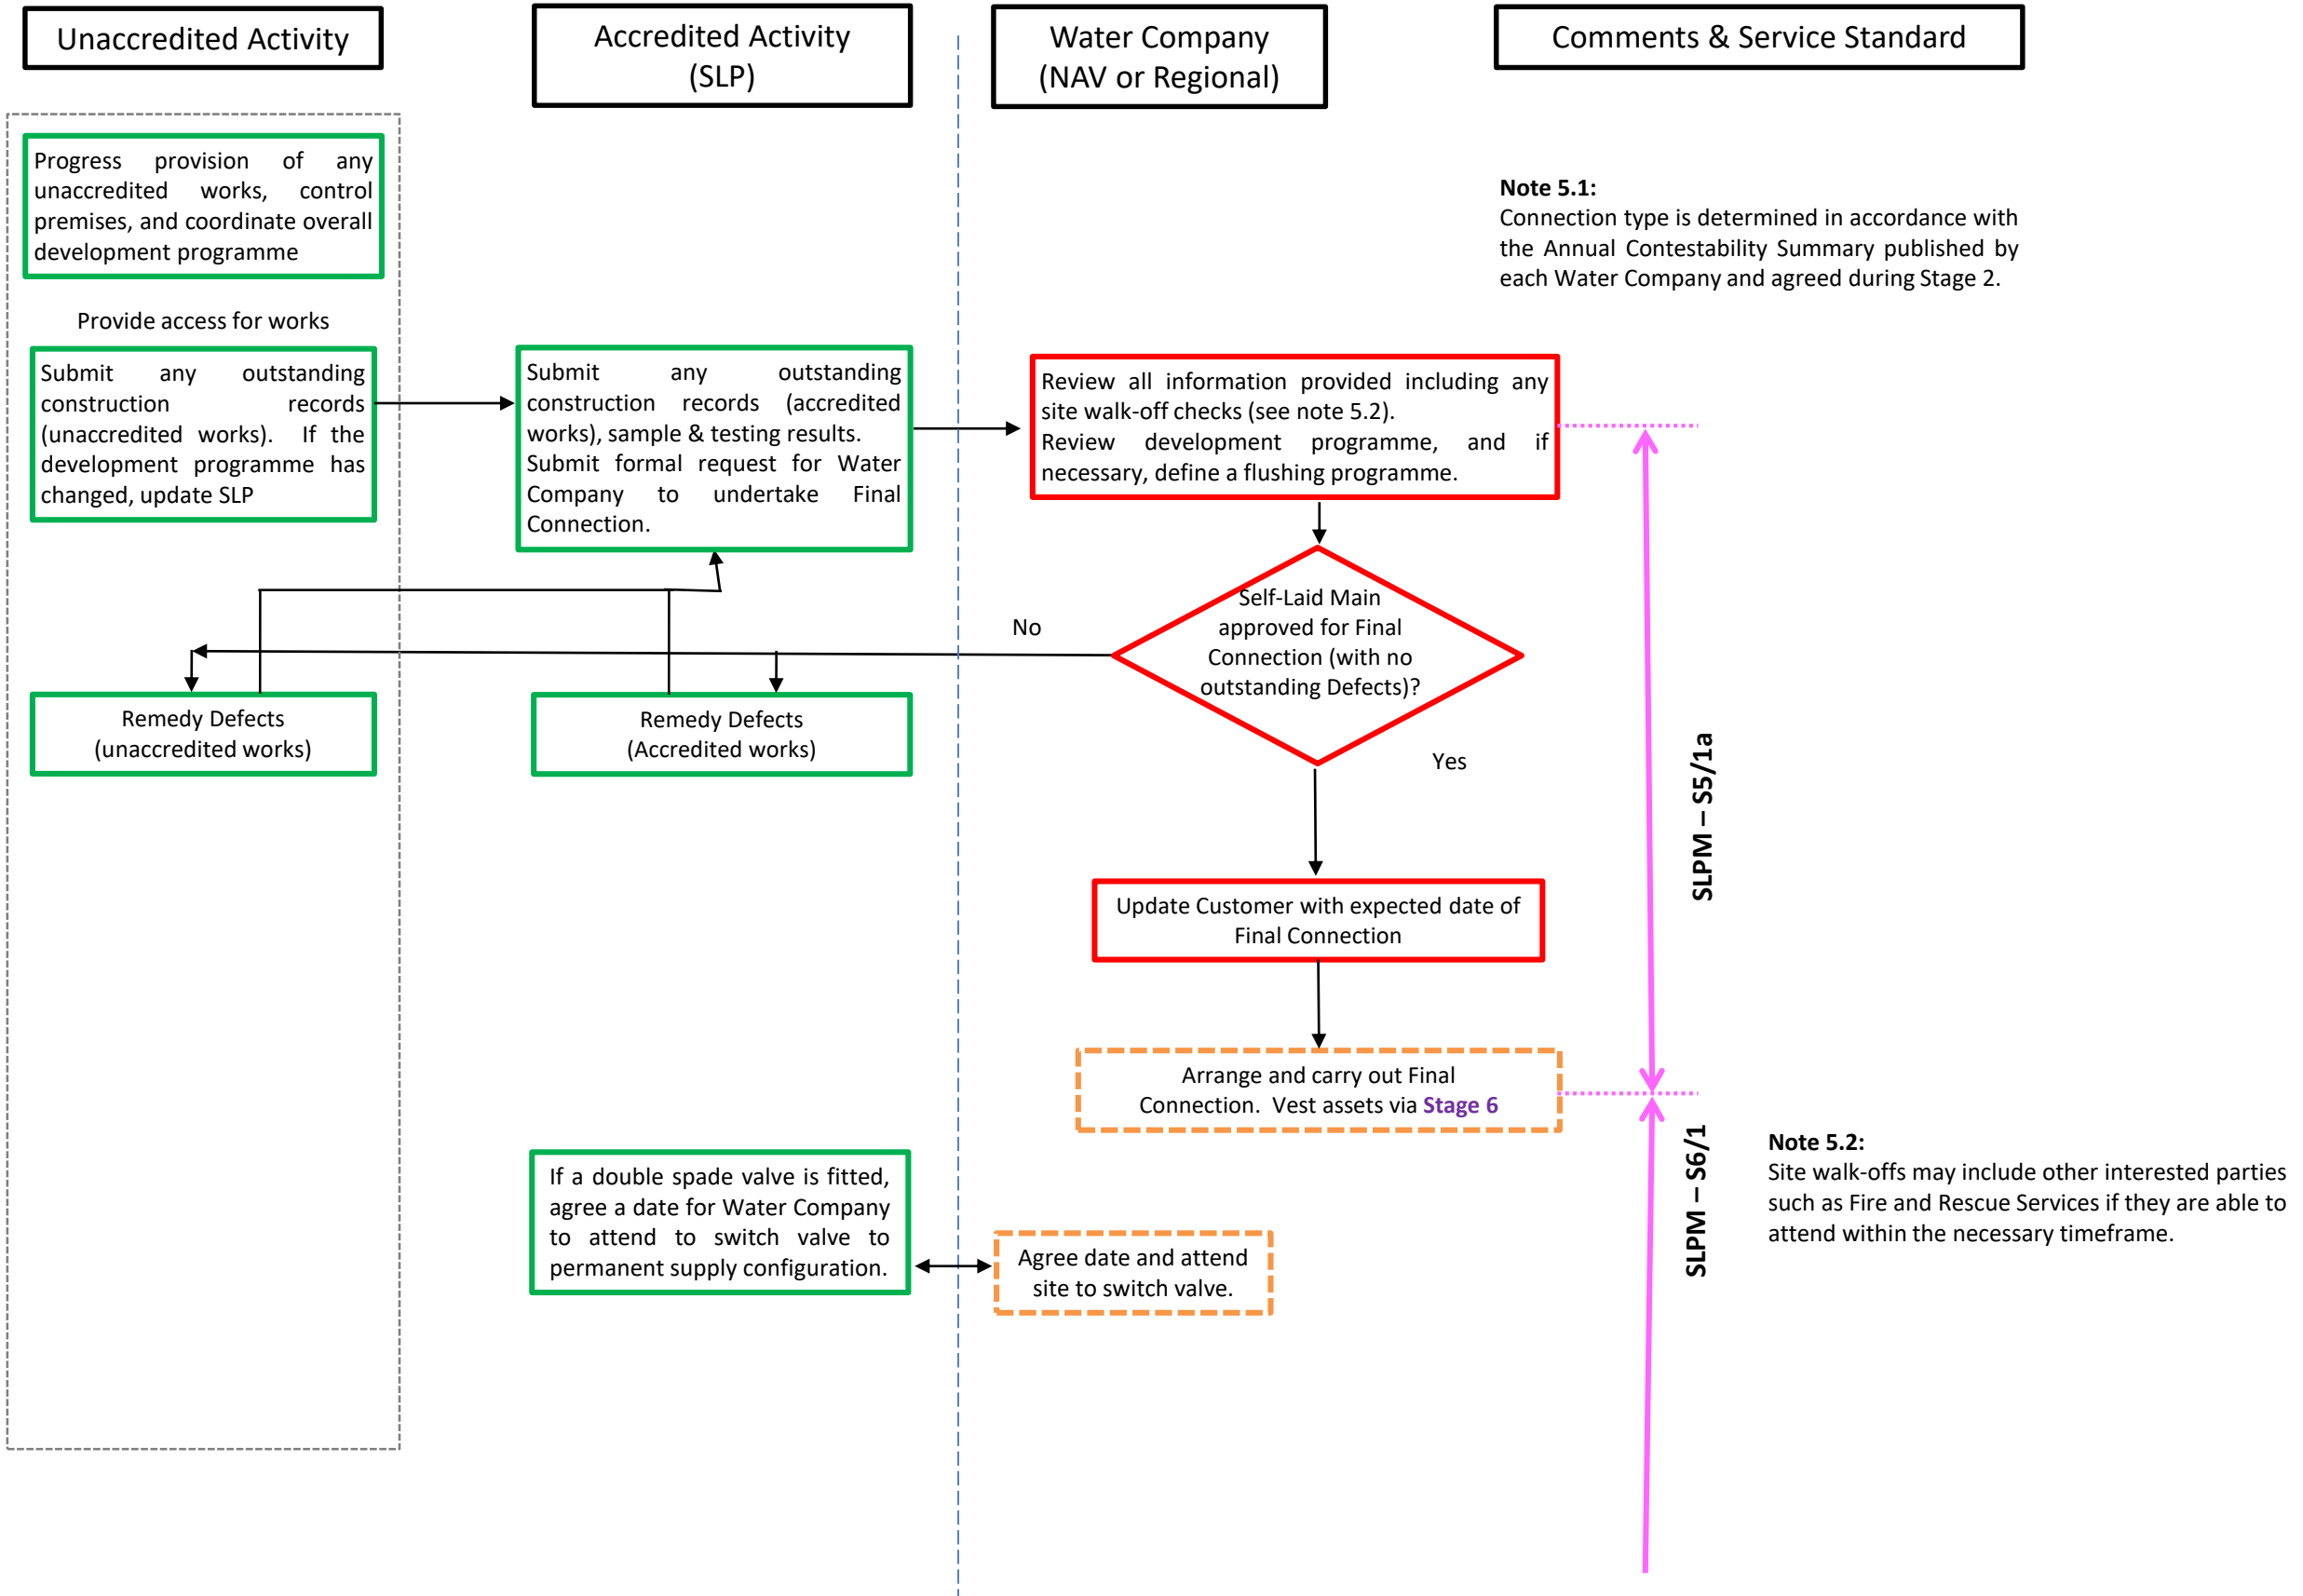 Unaccredited Activity
Accredited Activity
(SLP)
Water Company
(NAV or Regional)
Comments & Service Standard
Progress provision of any
unaccredited works, control
premises, and coordinate overall
development programme
Note 5.1:
Connection type is determined in accordance with
the Annual Contestability Summary published by
each Water Company and agreed during Stage 2.
Provide access for works
Submit any outstanding
construction records
(unaccredited works). If the
development programme has
changed, update SLP
Submit any outstanding
construction records (accredited
works), sample & testing results.
Submit formal request for Water
Company to undertake Final
Connection.
Review all information provided including any
site walk-off checks (see note 5.2).
Review development programme, and if
necessary, define a flushing programme.
Self-Laid Main
approved for Final
Connection (with no
outstanding Defects)?
No
Yes
Remedy Defects
(unaccredited works)
Remedy Defects
(Accredited works)
SLPM – S5/1a
Update Customer with expected date of
Final Connection
Arrange and carry out Final
Connection. Vest assets via Stage 6
SLPM – S6/1
Note 5.2:
Site walk-offs may include other interested parties
such as Fire and Rescue Services if they are able to
attend within the necessary timeframe.
If a double spade valve is fitted,
agree a date for Water Company
to attend to switch valve to
permanent supply configuration.
Agree date and attend
site to switch valve.